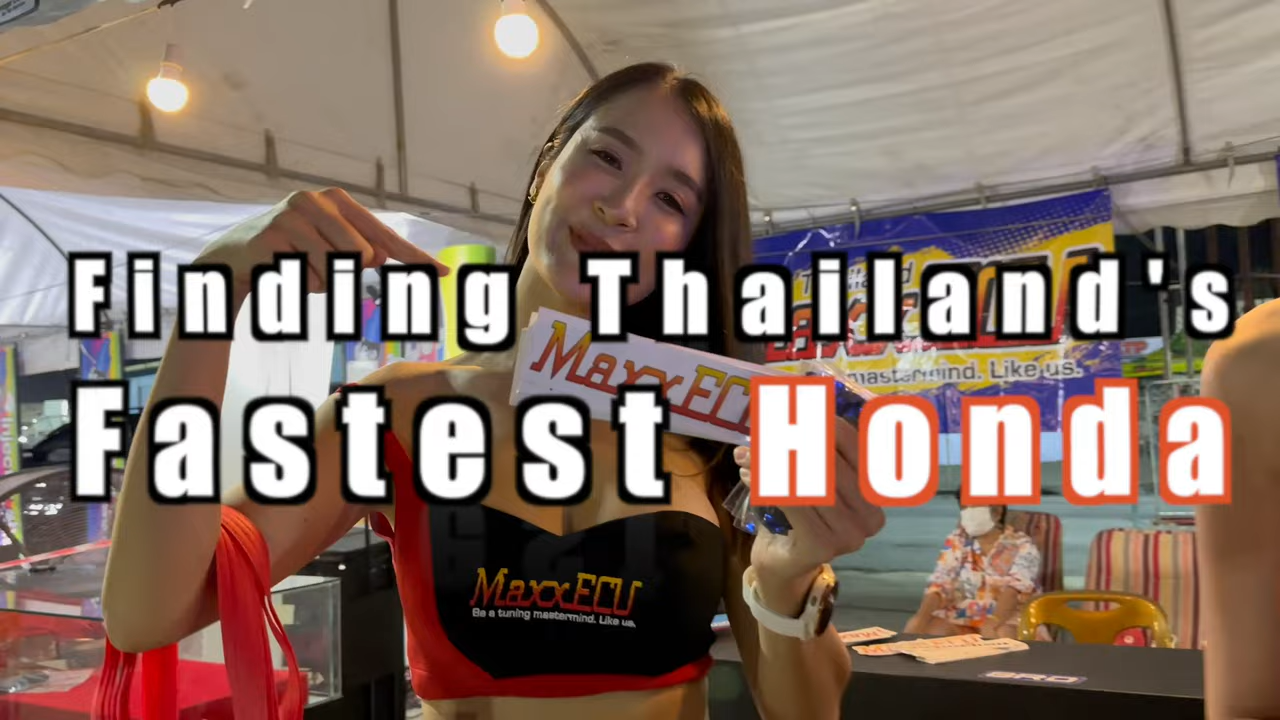 Finding Thailand's
Fastest Honda
MaxxECU
mastermind. Like us.
MaxxECU
Be a tuning mastermind. Like us.